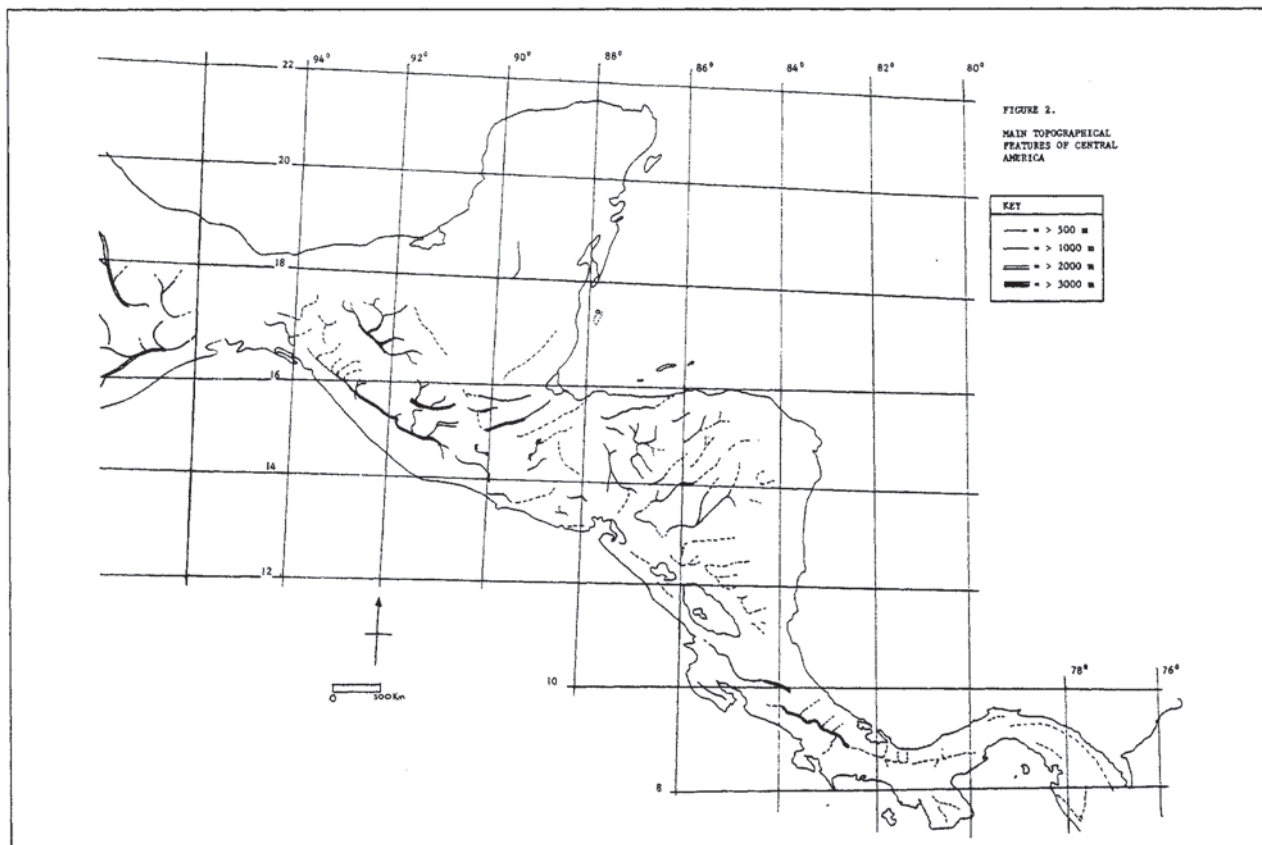 94° 92° 90° 88° 86° 84° 82° 80°
22
FIGURE 2.
MAIN TOPOGRAPHICAL
FEATURES OF CENTRAL
AMERICA
20
KEY
= > 500 m
= > 1000 m
= > 2000 m
= > 3000 m
18
16
14
12
0 100Km
78° 76°
10
8